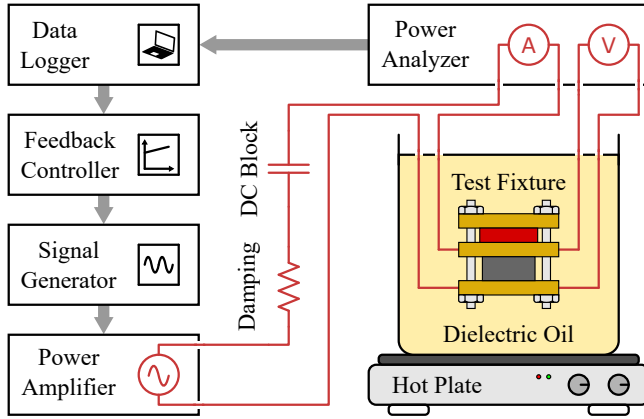 Data
Logger
Power
Analyzer
A
V
Feedback
Controller
DC Block
Test Fixture
Signal
Generator
Damping
Power
Amplifier
Dielectric Oil
Hot Plate